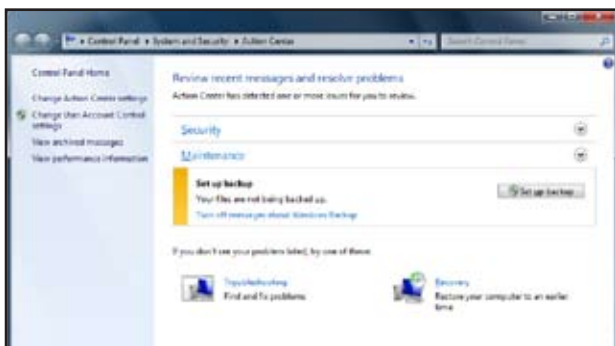 Control Panel ▸ System and Security ▸ Action Center
Search Control Panel
Control Panel Home
Change Action Center settings
Change User Account Control settings
View archived messages
View performance information
Review recent messages and resolve problems
Action Center has detected one or more issues for you to review.
Security
Maintenance
Set up backup
Your files are not being backed up.
Set up backup
Turn off messages about Windows Backup
If you don't see your problem listed, try one of these:
Troubleshooting
Find and fix problems
Recovery
Restore your computer to an earlier
time